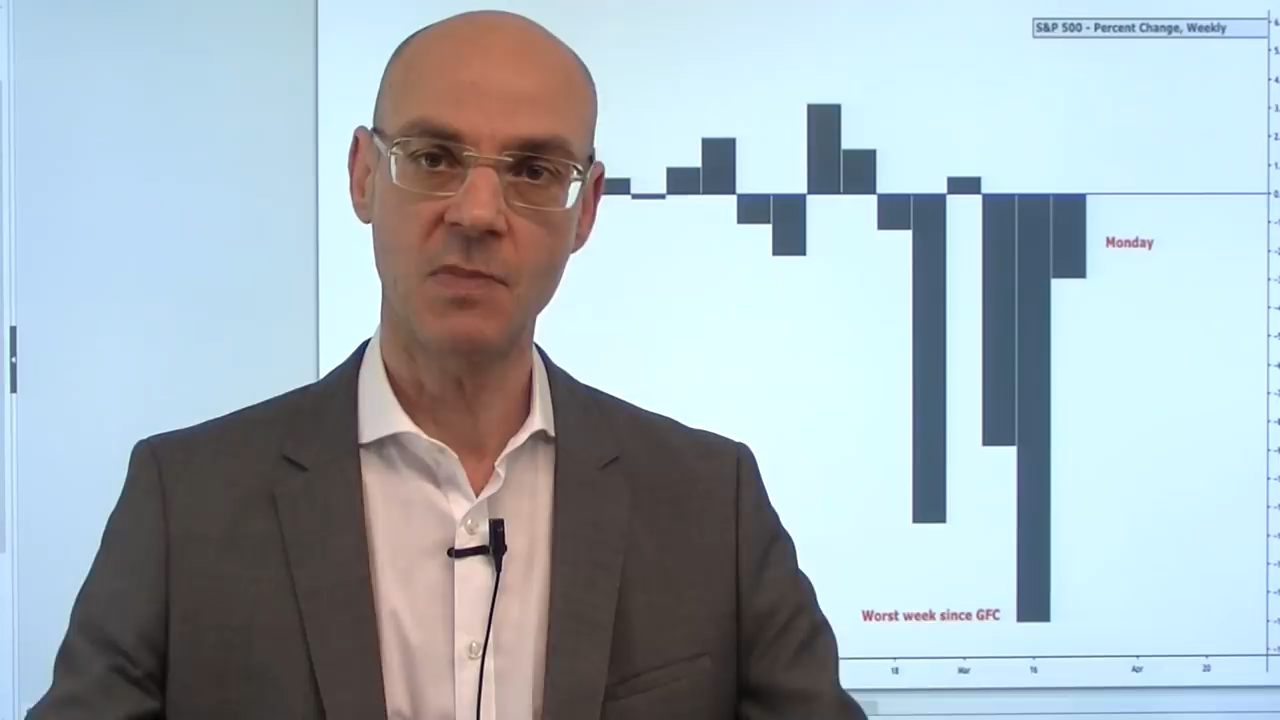 S&P 500 - Percent Change, Weekly
Monday
Worst week since GFC
18
Mar
16
Apr
20